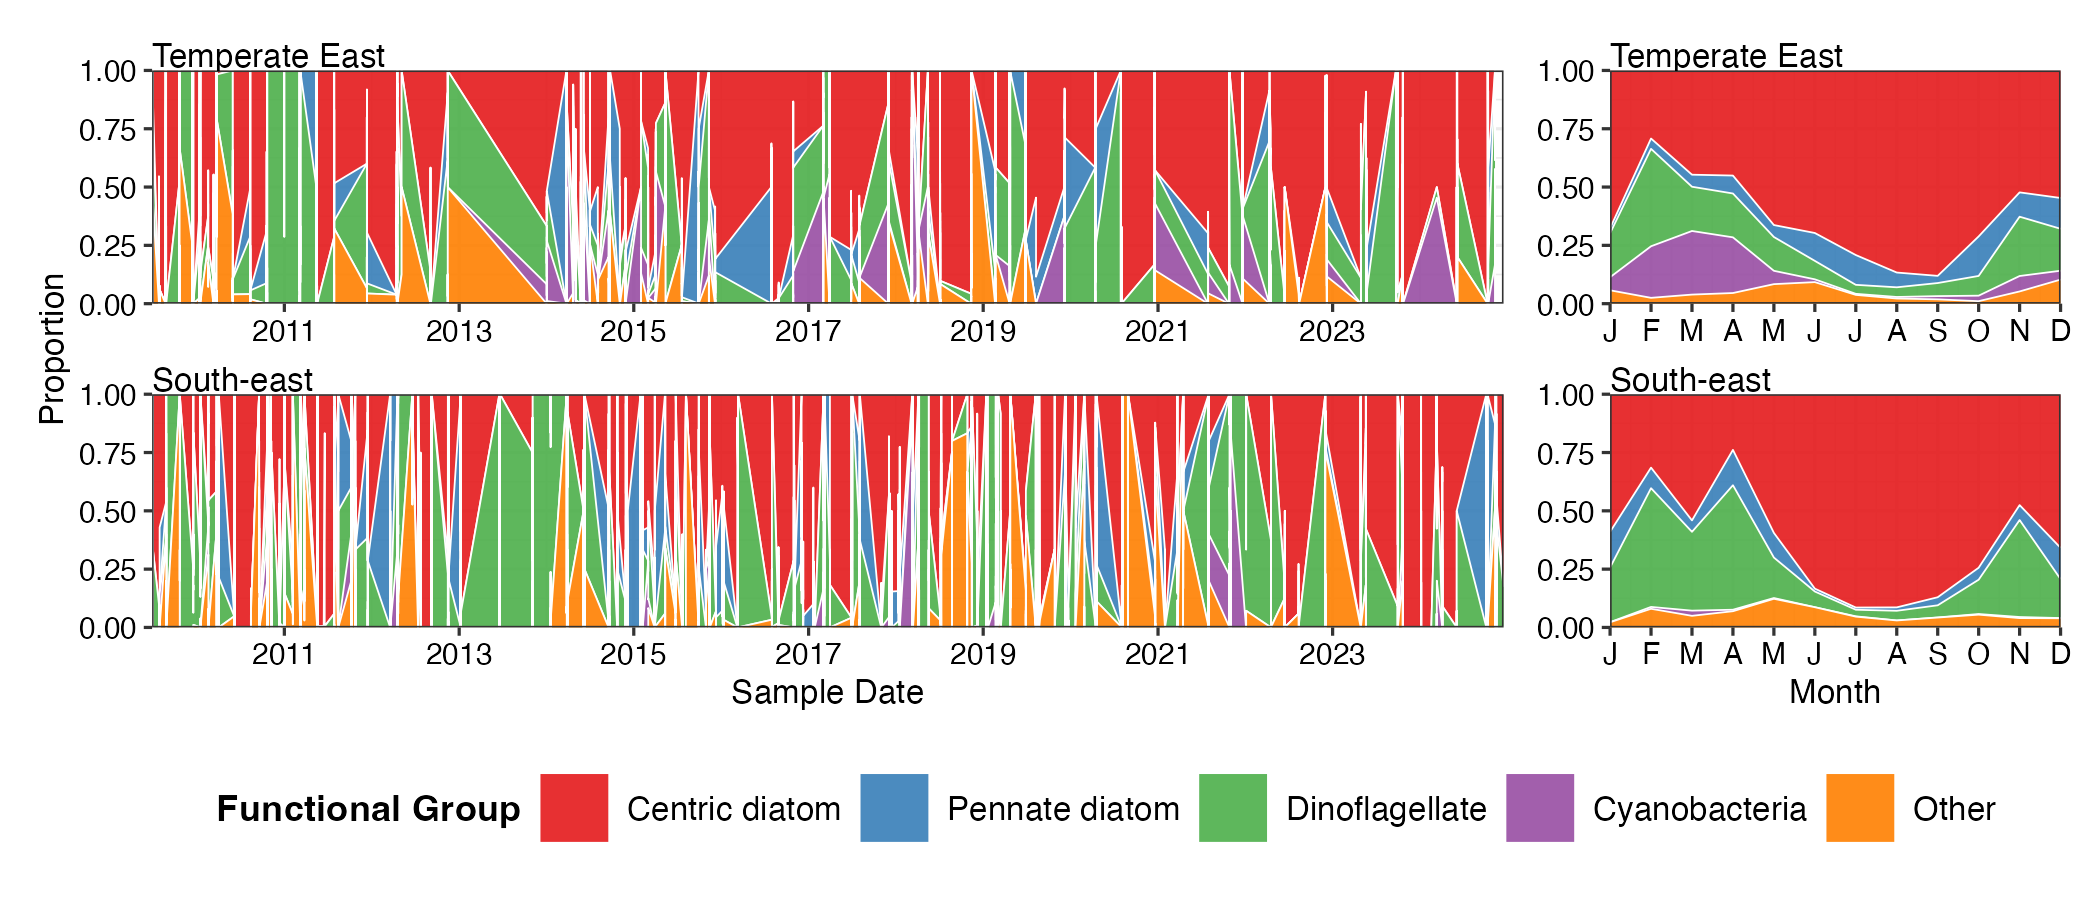 Temperate East
1.00
0.75
0.50
0.25
0.00
2011 2013 2015 2017 2019 2021 2023
Temperate East
1.00
0.75
0.50
0.25
0.00
J F M A M J J A S O N D
Proportion
South-east
1.00
0.75
0.50
0.25
0.00
2011 2013 2015 2017 2019 2021 2023
Sample Date
South-east
1.00
0.75
0.50
0.25
0.00
J F M A M J J A S O N D
Month
Functional Group Centric diatom Pennate diatom Dinoflagellate Cyanobacteria Other